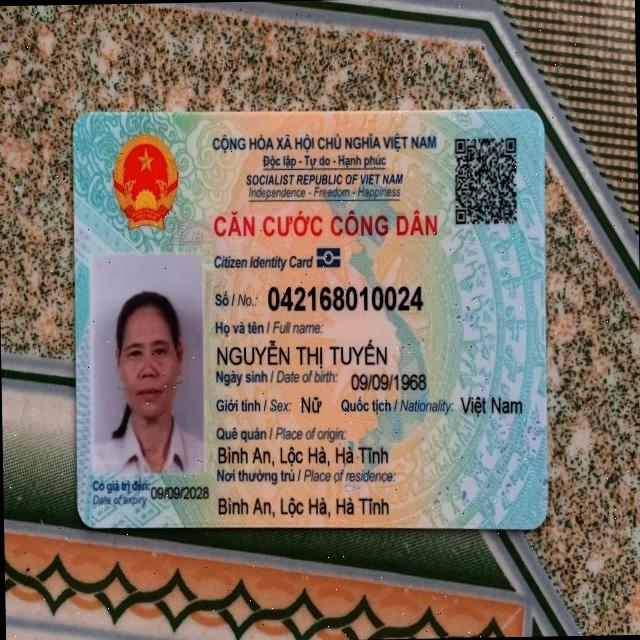 CỘNG HÒA XÃ HỘI CHỦ NGHĨA VIỆT NAM
Độc lập - Tự do - Hạnh phúc
SOCIALIST REPUBLIC OF VIET NAM
Independence - Freedom - Happiness
CĂN CƯỚC CÔNG DÂN
Citizen Identity Card
Số / No.: 042168010024
Họ và tên / Full name:
NGUYỄN THỊ TUYẾN
Ngày sinh / Date of birth: 09/09/1968
Giới tính / Sex: Nữ Quốc tịch / Nationality: Việt Nam
Quê quán / Place of origin:
Bình An, Lộc Hà, Hà Tĩnh
Nơi thường trú / Place of residence:
Bình An, Lộc Hà, Hà Tĩnh
Có giá trị đến: 09/09/2028
Date of expiry